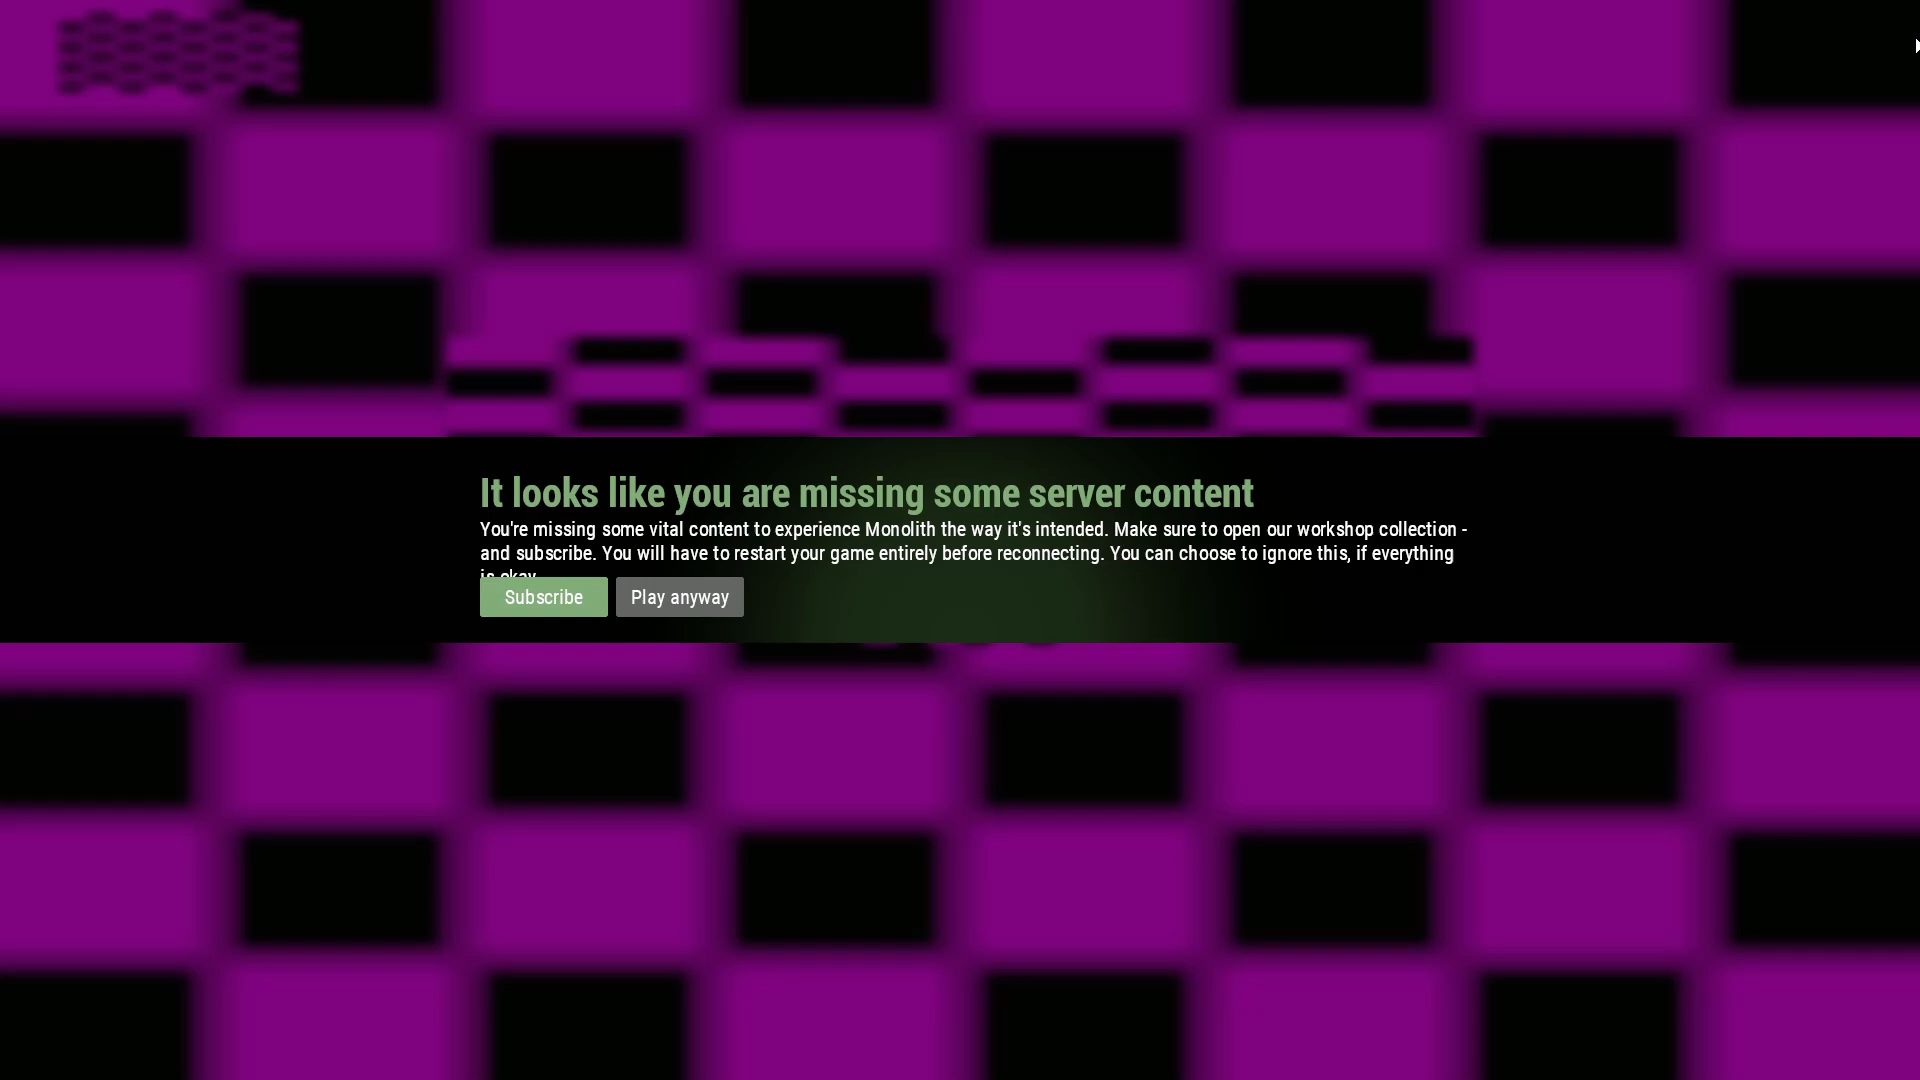 It looks like you are missing some server content
You're missing some vital content to experience Monolith the way it's intended. Make sure to open our workshop collection -
and subscribe. You will have to restart your game entirely before reconnecting. You can choose to ignore this, if everything
is okay
Subscribe
Play anyway